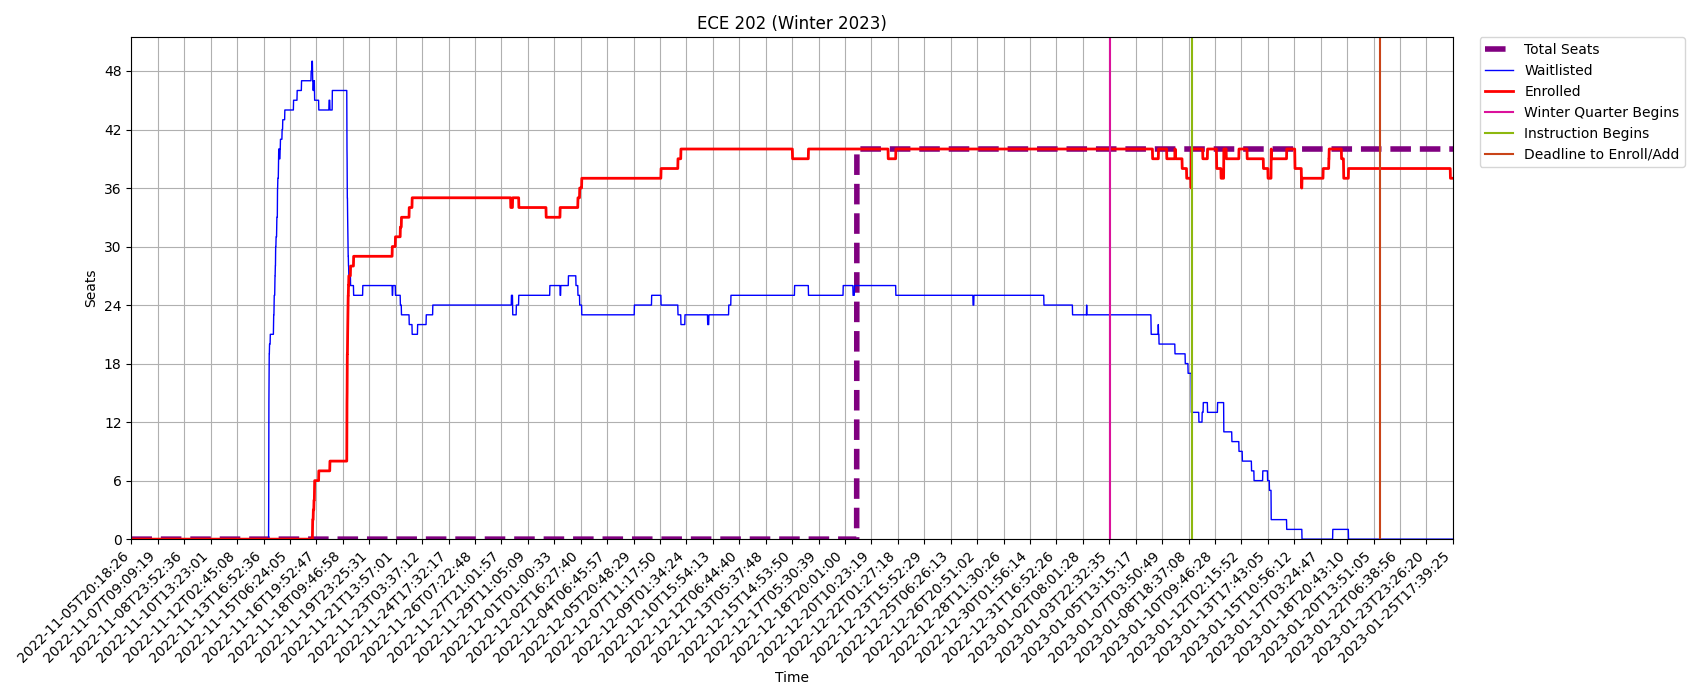 ECE 202 (Winter 2023)
Total Seats
Waitlisted
Enrolled
Winter Quarter Begins
Instruction Begins
Deadline to Enroll/Add
48
42
36
30
24
18
12
6
0
Seats
2022-11-05T20:18:26
2022-11-07T09:09:19
2022-11-08T23:52:36
2022-11-10T13:23:01
2022-11-12T02:45:08
2022-11-13T16:52:36
2022-11-15T06:24:05
2022-11-16T19:52:47
2022-11-18T09:46:58
2022-11-19T23:25:31
2022-11-21T13:57:01
2022-11-23T03:37:12
2022-11-24T17:32:17
2022-11-26T07:22:48
2022-11-27T21:01:57
2022-11-29T11:05:09
2022-12-01T01:00:33
2022-12-02T16:27:40
2022-12-04T06:45:57
2022-12-05T20:48:29
2022-12-07T11:17:50
2022-12-09T01:34:24
2022-12-10T15:54:13
2022-12-12T06:44:40
2022-12-13T05:37:48
2022-12-15T14:53:50
2022-12-17T05:30:39
2022-12-18T20:01:00
2022-12-20T10:23:19
2022-12-22T01:27:18
2022-12-23T15:52:29
2022-12-25T06:26:13
2022-12-26T20:51:02
2022-12-28T11:30:26
2022-12-30T01:56:14
2022-12-31T16:52:26
2023-01-02T08:01:28
2023-01-03T22:32:35
2023-01-05T13:15:17
2023-01-07T03:50:49
2023-01-08T18:37:08
2023-01-10T09:46:28
2023-01-12T02:15:52
2023-01-13T17:43:05
2023-01-15T10:56:12
2023-01-17T03:24:47
2023-01-18T20:43:10
2023-01-20T13:51:05
2023-01-22T06:38:56
2023-01-23T23:26:20
2023-01-25T17:39:25
Time